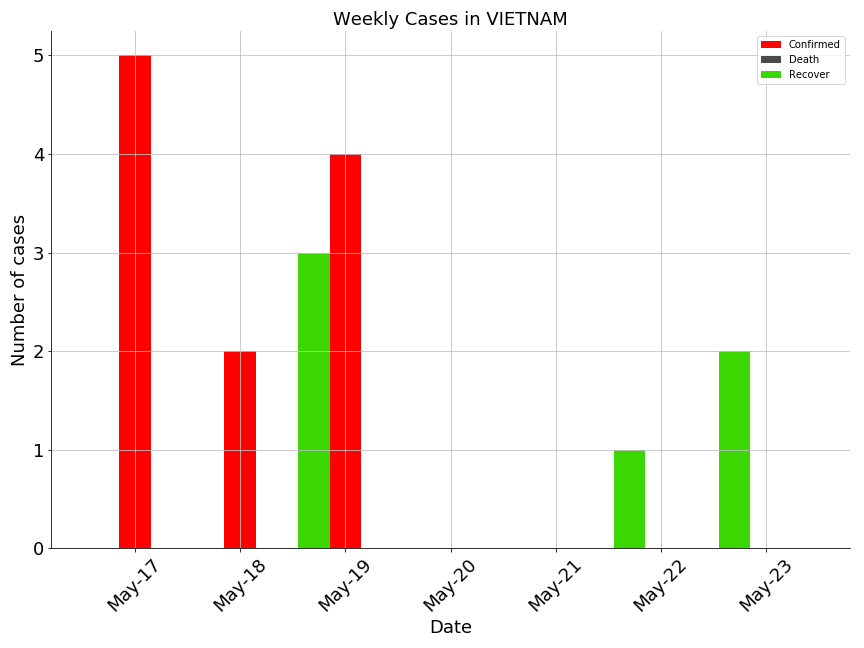 Weekly Cases in VIETNAM
Confirmed
Death
Recover
Number of cases
5
4
3
2
1
0
May-17
May-18
May-19
May-20
May-21
May-22
May-23
Date